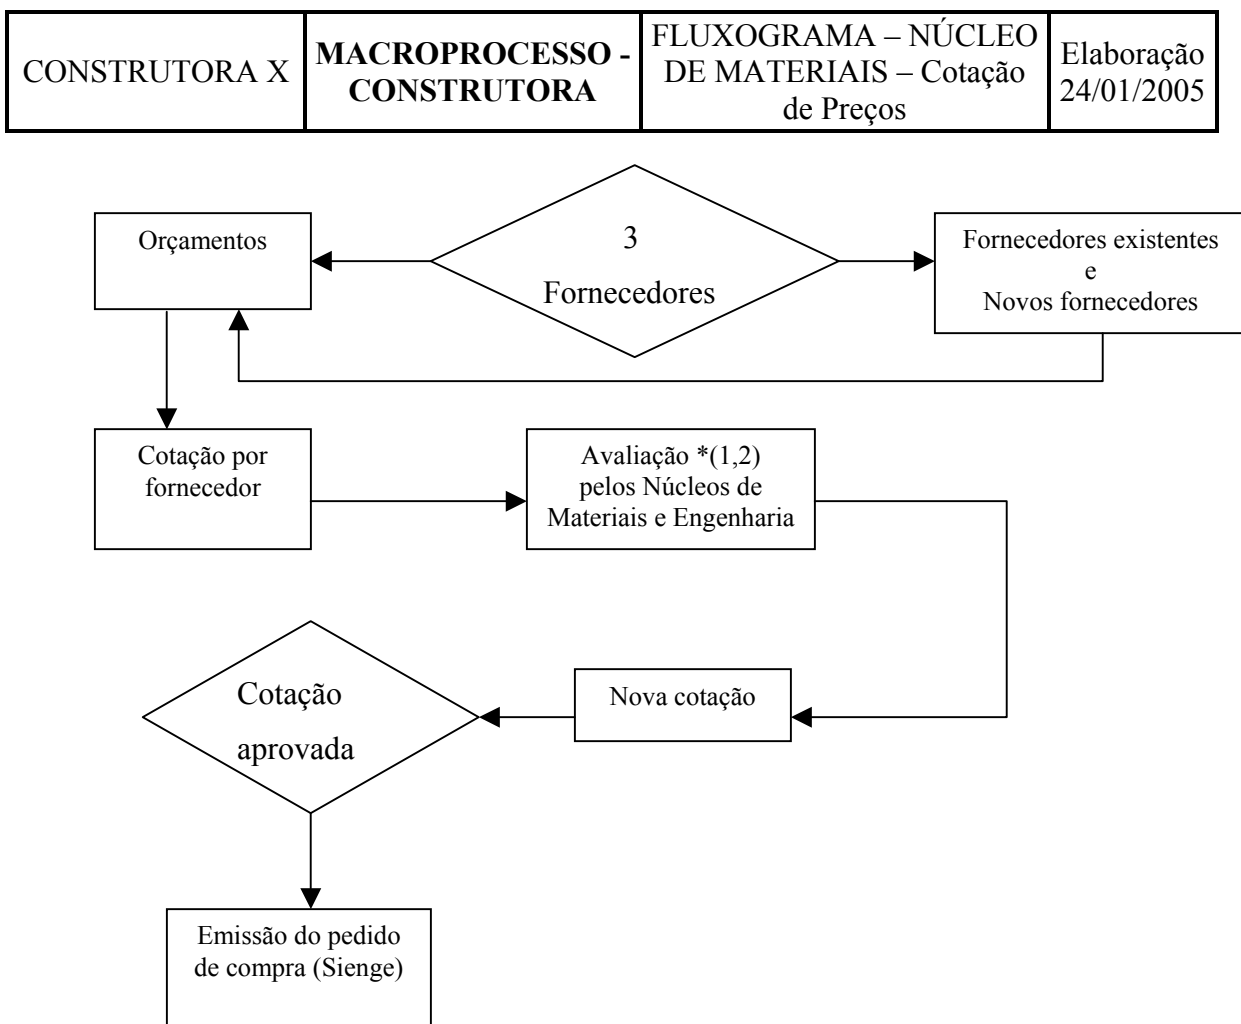 CONSTRUTORA X
MACROPROCESSO -
CONSTRUTORA
FLUXOGRAMA – NÚCLEO
DE MATERIAIS – Cotação
de Preços
Elaboração
24/01/2005
Orçamentos
3
Fornecedores
Fornecedores existentes
e
Novos fornecedores
Cotação por
fornecedor
Avaliação *(1,2)
pelos Núcleos de
Materiais e Engenharia
Cotação
aprovada
Nova cotação
Emissão do pedido
de compra (Sienge)